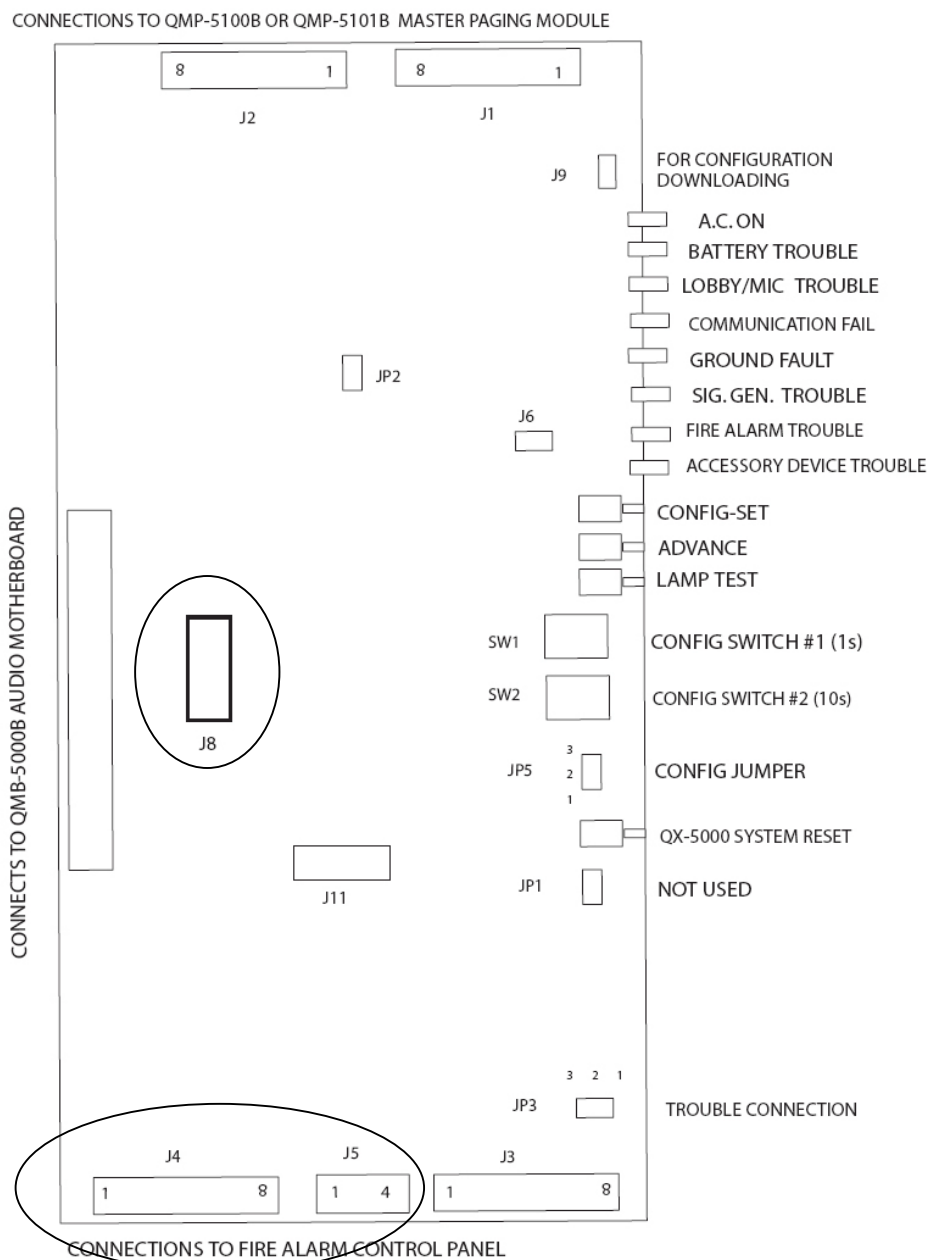 CONNECTIONS TO QMP-5100B OR QMP-5101B MASTER PAGING MODULE
8 1
8 1
J2
J1
J9
FOR CONFIGURATION
DOWNLOADING
A.C. ON
BATTERY TROUBLE
LOBBY/MIC TROUBLE
COMMUNICATION FAIL
GROUND FAULT
JP2
SIG. GEN. TROUBLE
J6
FIRE ALARM TROUBLE
ACCESSORY DEVICE TROUBLE
CONFIG-SET
ADVANCE
LAMP TEST
CONNECTS TO QMB-5000B AUDIO MOTHERBOARD
SW1
CONFIG SWITCH #1 (1s)
SW2
CONFIG SWITCH #2 (10s)
J8
3
JP5
2
CONFIG JUMPER
1
QX-5000 SYSTEM RESET
J11
JP1
NOT USED
3 2 1
JP3
TROUBLE CONNECTION
J4
J5
J3
1 8
1 4
1 8
CONNECTIONS TO FIRE ALARM CONTROL PANEL